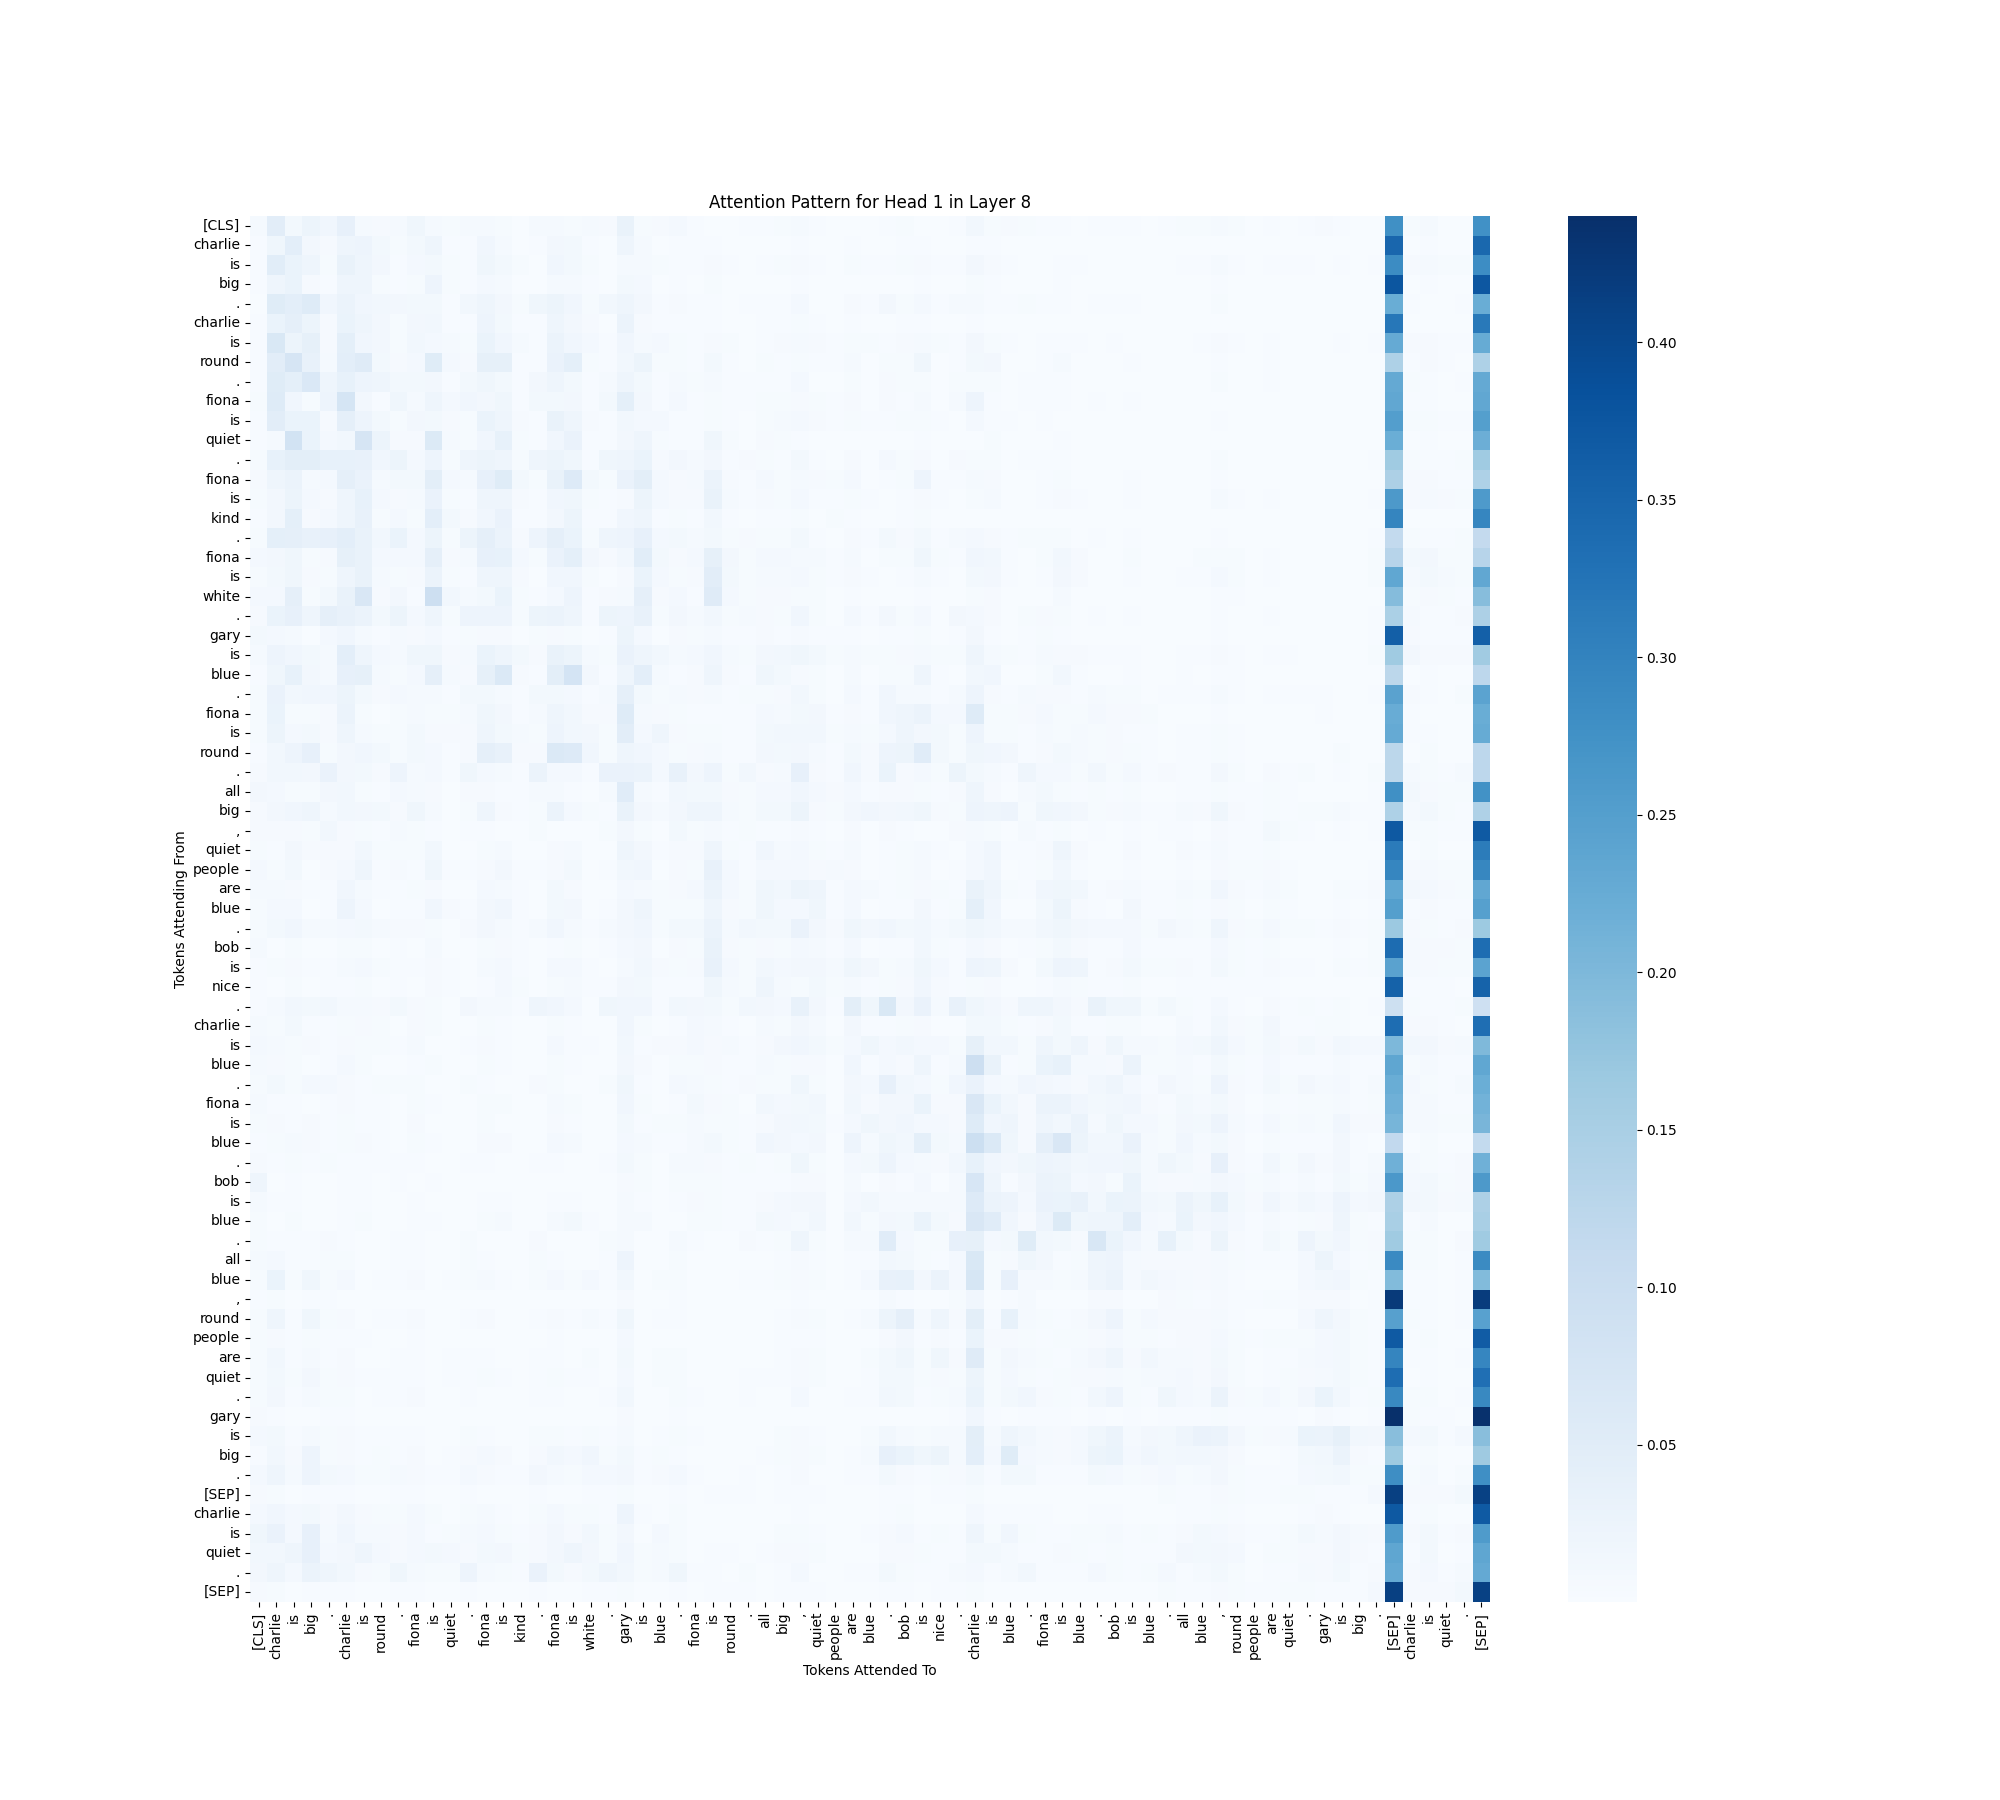 Attention Pattern for Head 1 in Layer 8
[CLS]
charlie
is
big
.
charlie
is
round
.
fiona
is
quiet
.
fiona
is
kind
.
fiona
is
white
.
gary
is
blue
.
fiona
is
round
.
all
big
,
quiet
people
are
blue
.
bob
is
nice
.
charlie
is
blue
.
fiona
is
blue
.
bob
is
blue
.
all
blue
,
round
people
are
quiet
.
gary
is
big
.
[SEP]
charlie
is
quiet
.
[SEP]
Tokens Attending From
[CLS] charlie is big . charlie is round . fiona is quiet . fiona is kind . fiona is white . gary is blue . fiona is round . all big , quiet people are blue . bob is nice . charlie is blue . fiona is blue . bob is blue . all blue , round people are quiet . gary is big . [SEP] charlie is quiet . [SEP]
Tokens Attended To
0.40
0.35
0.30
0.25
0.20
0.15
0.10
0.05